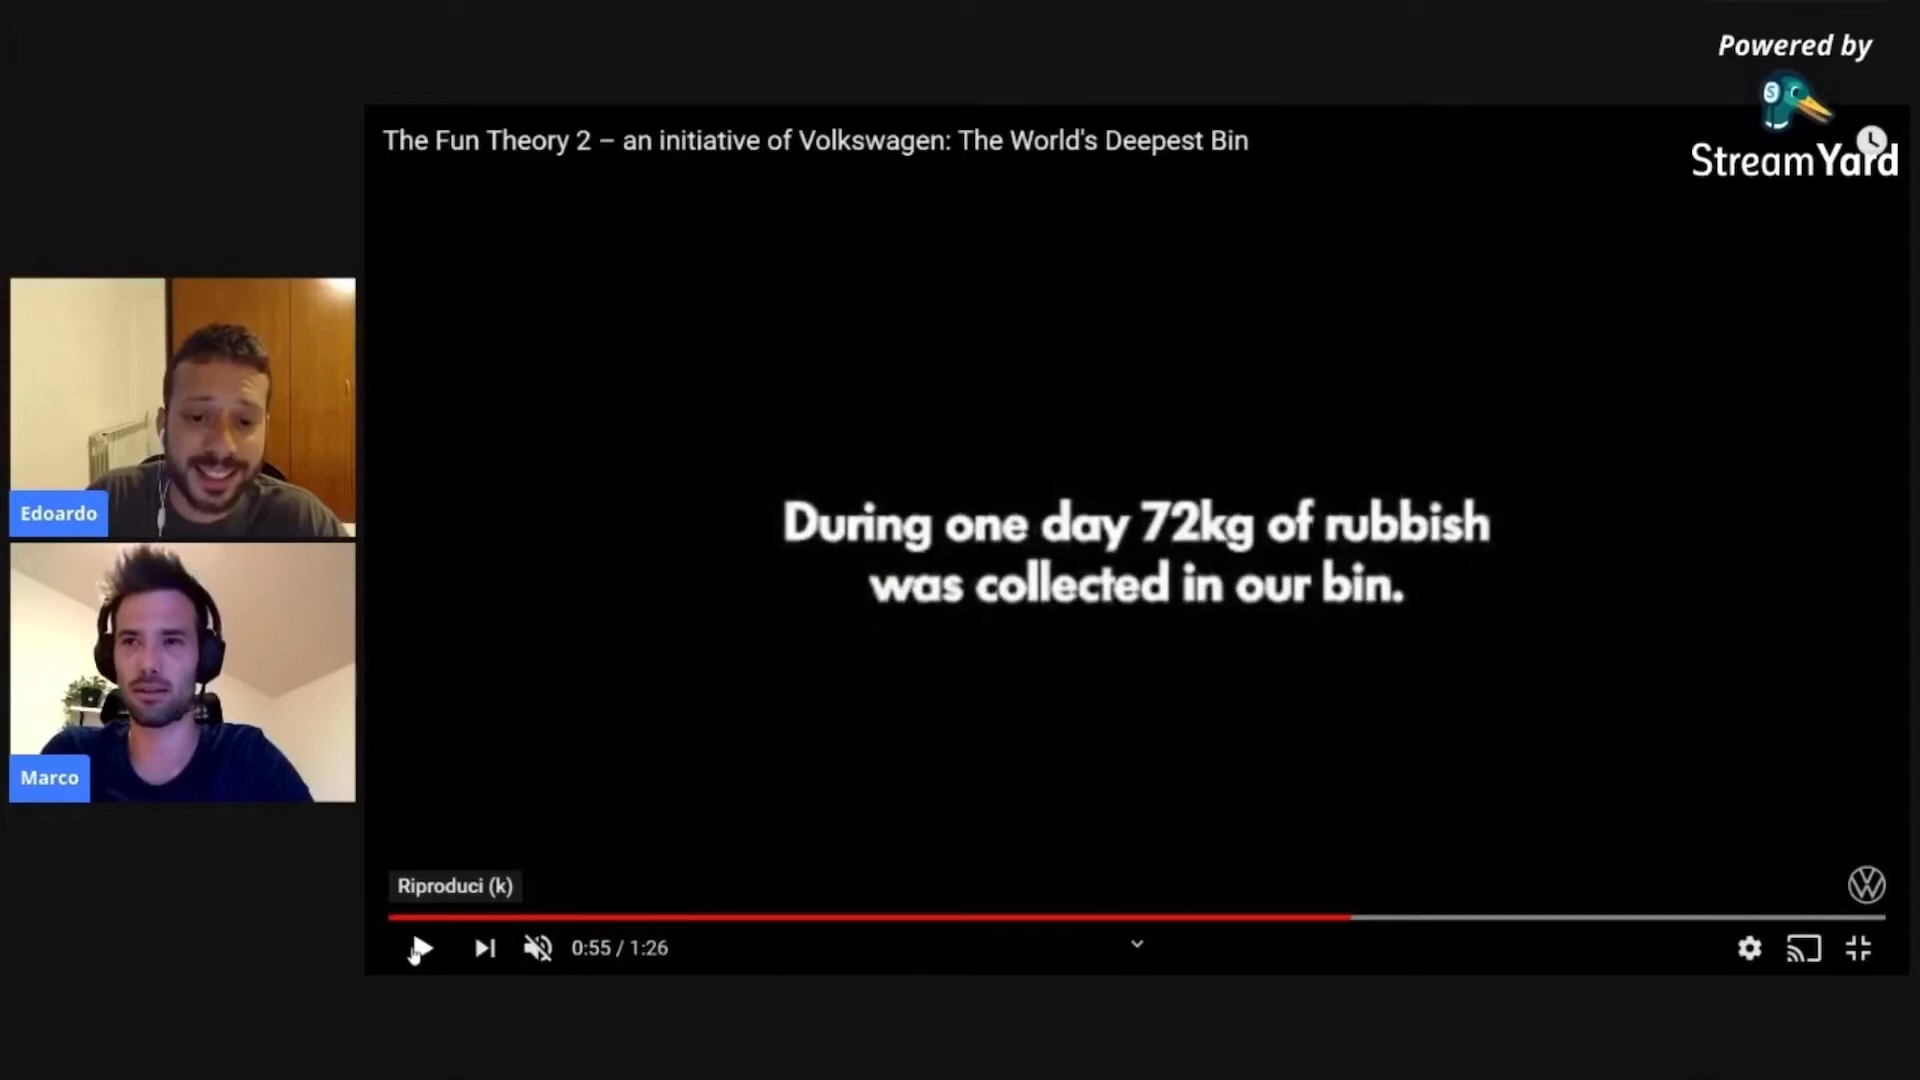 Powered by
StreamYard
The Fun Theory 2 – an initiative of Volkswagen: The World's Deepest Bin
During one day 72kg of rubbish
was collected in our bin.
Edoardo
Marco
Riproduci (k)
0:55 / 1:26